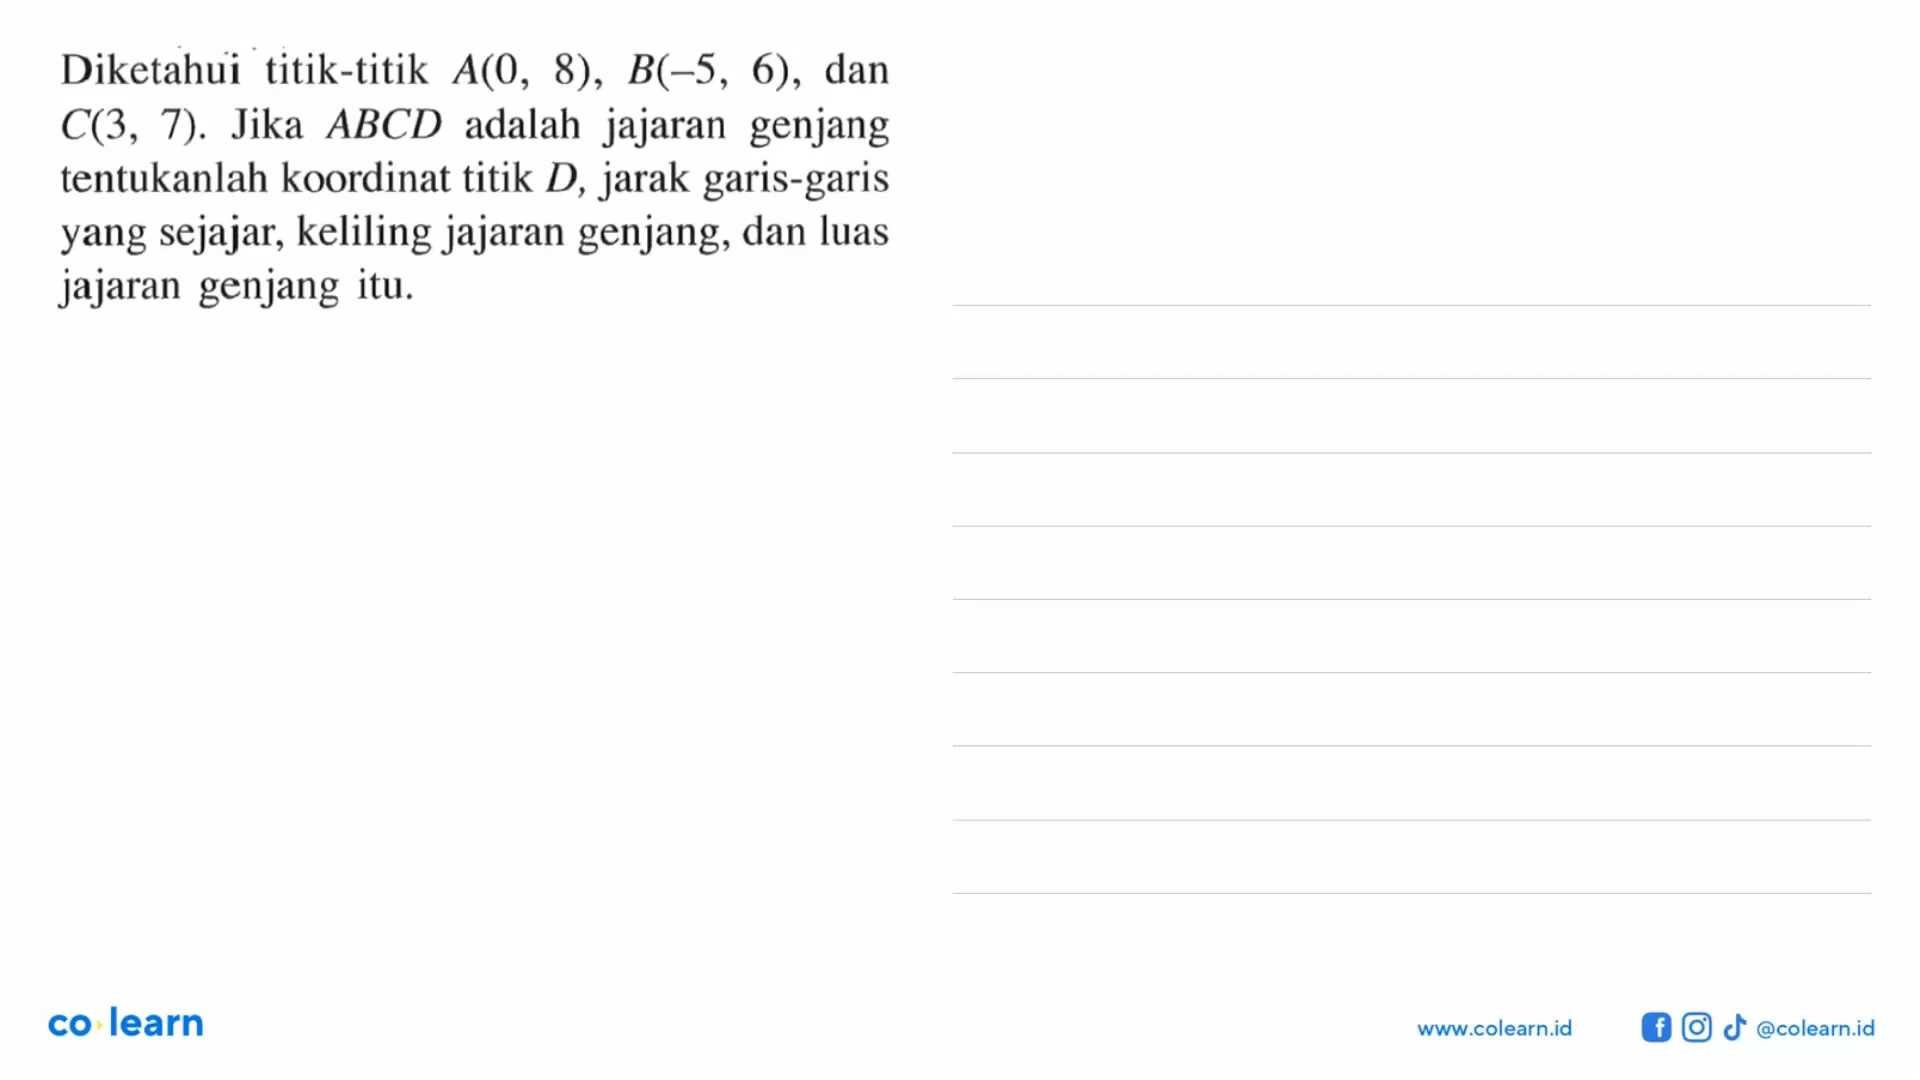 Diketahui titik-titik A(0, 8), B(–5, 6), dan
C(3, 7). Jika ABCD adalah jajaran genjang
tentukanlah koordinat titik D, jarak garis-garis
yang sejajar, keliling jajaran genjang, dan luas
jajaran genjang itu.
co learn
www.colearn.id
@colearn.id